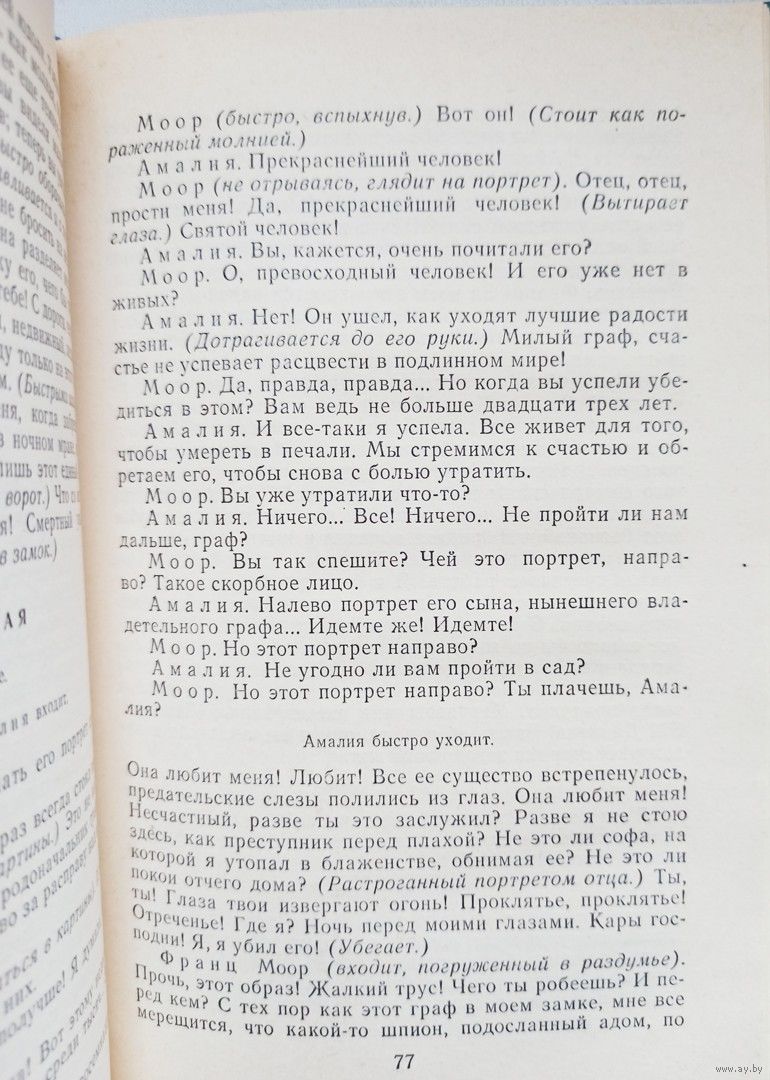 Моор (быстро, вспыхнув.) Вот он! (Стоит как по-
раженный молнией.)
Амалия. Прекраснейший человек!
Моор (не отрываясь, глядит на портрет). Отец, отец,
прости меня! Да, прекраснейший человек! (Вытирает
глаза.) Святой человек!
Амалия. Вы, кажется, очень почитали его?
Моор. О, превосходный человек! И его уже нет в
живых?
Амалия. Нет! Он ушел, как уходят лучшие радости
жизни. (Дотрагивается до его руки.) Милый граф, сча-
стье не успевает расцвести в подлинном мире!
Моор. Да, правда, правда... Но когда вы успели убе-
диться в этом? Вам ведь не больше двадцати трех лет.
Амалия. И все-таки я успела. Все живет для того,
чтобы умереть в печали. Мы стремимся к счастью и об-
ретаем его, чтобы снова с болью утратить.
Моор. Вы уже утратили что-то?
Амалия. Ничего... Все! Ничего... Не пройти ли нам
дальше, граф?
Моор. Вы так спешите? Чей это портрет, напра-
во? Такое скорбное лицо.
Амалия. Налево портрет его сына, нынешнего вла-
детельного графа... Идемте же! Идемте!
Моор. Но этот портрет направо?
Амалия. Не угодно ли вам пройти в сад?
Моор. Но этот портрет направо? Ты плачешь, Ама-
лия?
Амалия быстро уходит.
Она любит меня! Любит! Все ее существо встрепенулось,
предательские слезы полились из глаз. Она любит меня!
Несчастный, разве ты это заслужил? Разве я не стою
здесь, как преступник перед плахой? Не это ли софа, на
которой я утопал в блаженстве, обнимая ее? Не это ли
покои отчего дома? (Растроганный портретом отца.) Ты,
ты! Глаза твои извергают огонь! Проклятье, проклятье!
Отреченье! Где я? Ночь перед моими глазами. Кары гос-
подни! Я, я убил его! (Убегает.)
Франц Моор (входит, погруженный в раздумье).
Прочь, этот образ! Жалкий трус! Чего ты робеешь? И пе-
ред кем? С тех пор как этот граф в моем замке, мне все
мерещится, что какой-то шпион, подосланный адом, по
77
www.ay.by